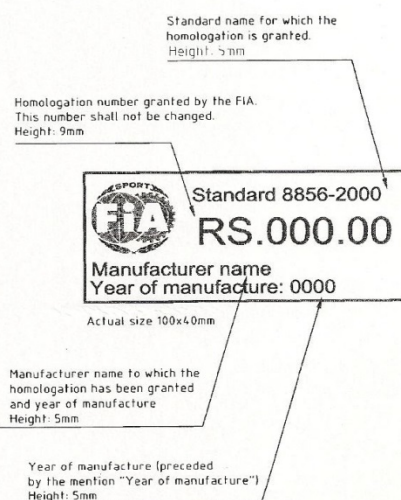 Standard name for which the
homologation is granted.
Height: 5mm
Homologation number granted by the FIA.
This number shall not be changed.
Height: 9mm
SPORT
FiA
Standard 8856-2000
RS.000.00
Manufacturer name
Year of manufacture: 0000
Actual size 100x40mm
Manufacturer name to which the
homologation has been granted
and year of manufacture
Height: 5mm
Year of manufacture (preceded
by the mention "Year of manufacture")
Height: 5mm